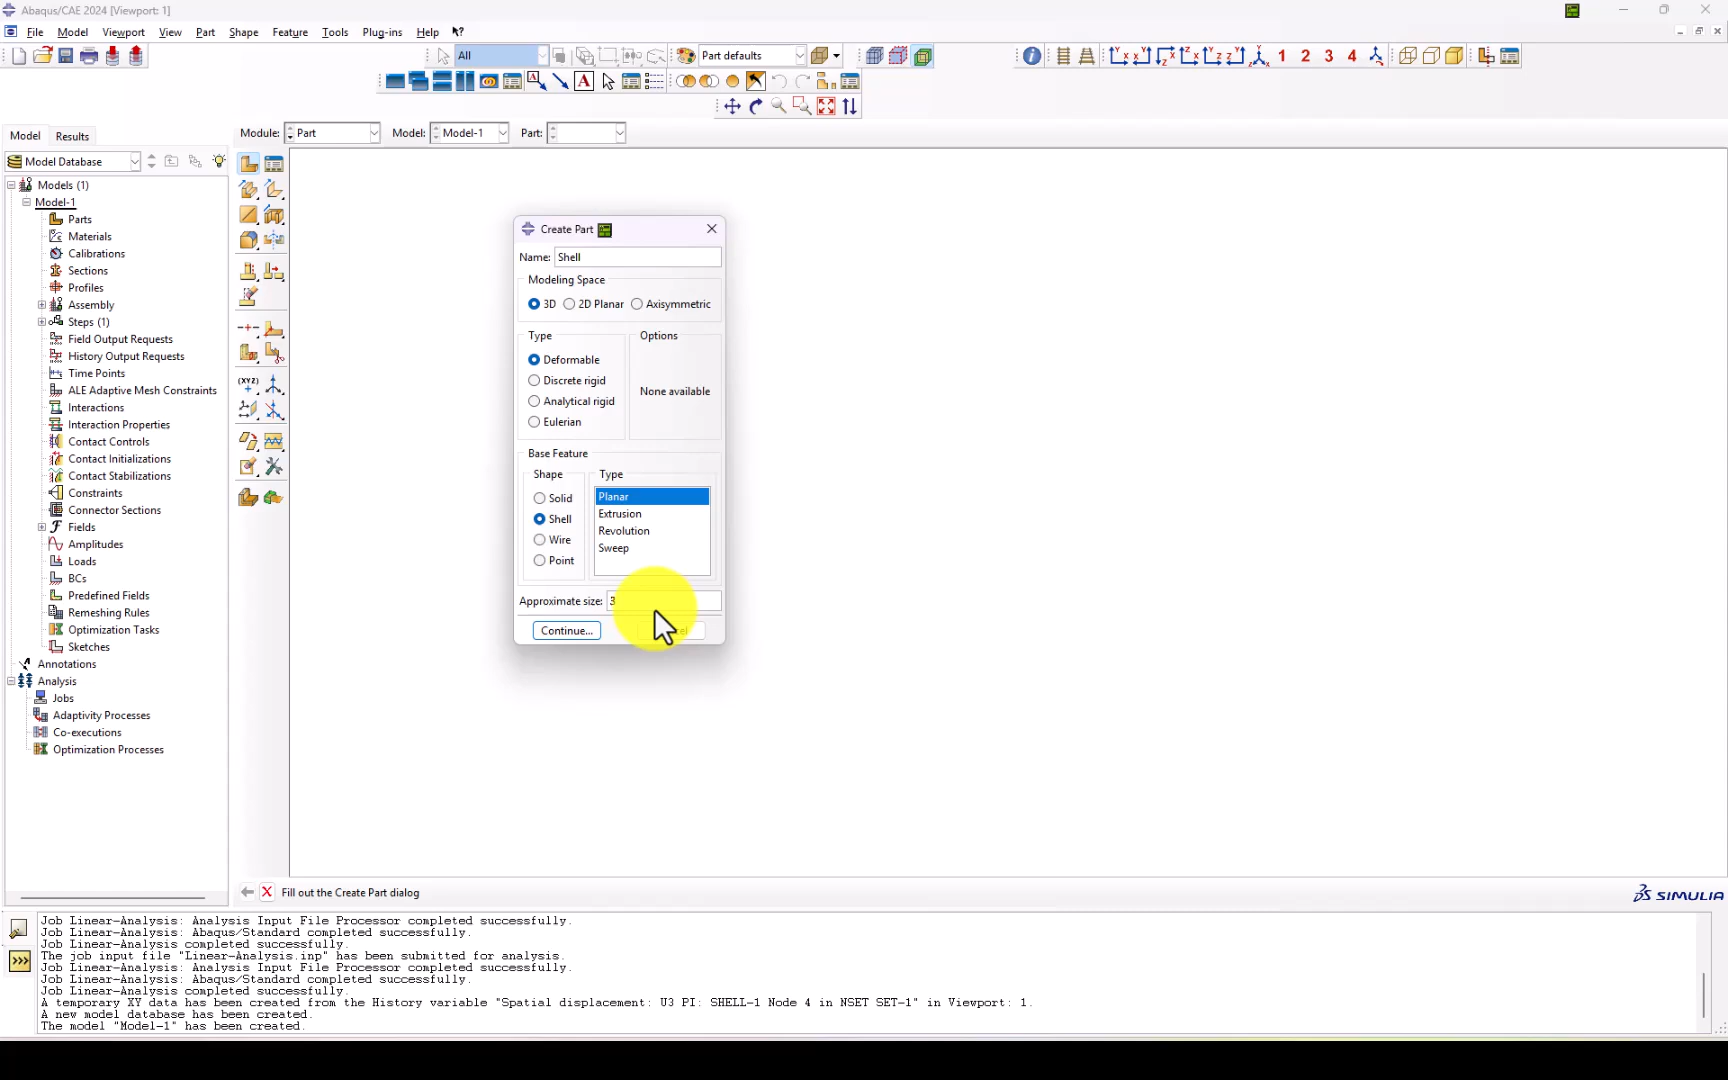 Abaqus/CAE 2024 [Viewport: 1]
File Model Viewport View Part Shape Feature Tools Plug-ins Help
All Part defaults 1 2 3 4
Model Results Module: Part Model: Model-1 Part:
Model Database
Models (1)
Model-1
Parts
Materials
Calibrations
Sections
Profiles
Assembly
Steps (1)
Field Output Requests
History Output Requests
Time Points
ALE Adaptive Mesh Constraints
Interactions
Interaction Properties
Contact Controls
Contact Initializations
Contact Stabilizations
Constraints
Connector Sections
Fields
Amplitudes
Loads
BCs
Predefined Fields
Remeshing Rules
Optimization Tasks
Sketches
Annotations
Analysis
Jobs
Adaptivity Processes
Co-executions
Optimization Processes
(XYZ)
Create Part
Name: Shell
Modeling Space
3D 2D Planar Axisymmetric
Type Options
Deformable
Discrete rigid
Analytical rigid
Eulerian
None available
Base Feature
Shape Type
Solid
Shell
Wire
Point
Planar
Extrusion
Revolution
Sweep
Approximate size: 3
Continue...
Fill out the Create Part dialog
SIMULIA
Job Linear-Analysis: Analysis Input File Processor completed successfully.
Job Linear-Analysis: Abaqus/Standard completed successfully.
Job Linear-Analysis completed successfully.
The job input file "Linear-Analysis.inp" has been submitted for analysis.
Job Linear-Analysis: Analysis Input File Processor completed successfully.
Job Linear-Analysis: Abaqus/Standard completed successfully.
Job Linear-Analysis completed successfully.
A temporary XY data has been created from the History variable "Spatial displacement: U3 PI: SHELL-1 Node 4 in NSET SET-1" in Viewport: 1.
A new model database has been created.
The model "Model-1" has been created.